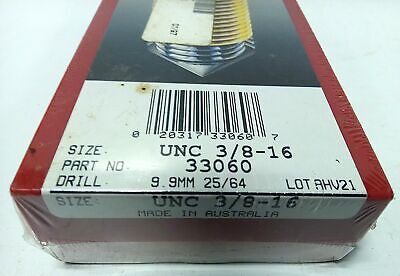 0 20317 33060 7
SIZE: UNC 3/8-16
PART NO. 33060
DRILL: 9.9MM 25/64 LOT AHV21
SIZE: UNC 3/8-16
MADE IN AUSTRALIA